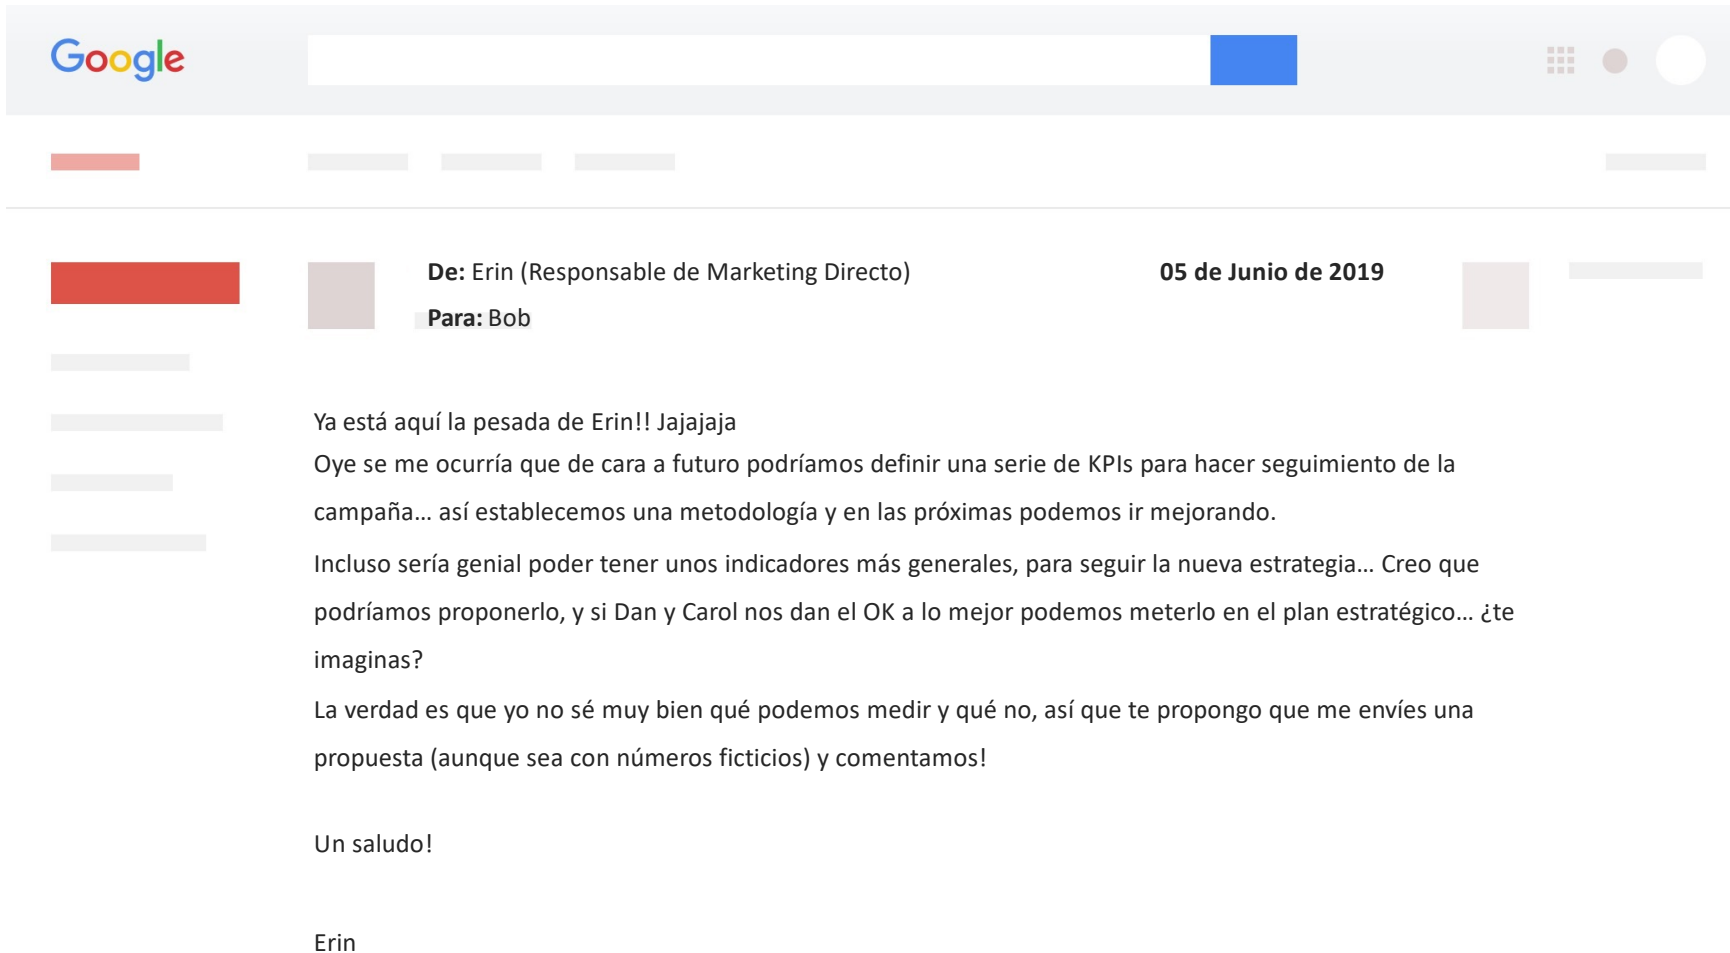 Google
De: Erin (Responsable de Marketing Directo) 05 de Junio de 2019
Para: Bob
Ya está aquí la pesada de Erin!! Jajajaja
Oye se me ocurría que de cara a futuro podríamos definir una serie de KPIs para hacer seguimiento de la
campaña... así establecemos una metodología y en las próximas podemos ir mejorando.
Incluso sería genial poder tener unos indicadores más generales, para seguir la nueva estrategia... Creo que
podríamos proponerlo, y si Dan y Carol nos dan el OK a lo mejor podemos meterlo en el plan estratégico... ¿te
imaginas?
La verdad es que yo no sé muy bien qué podemos medir y qué no, así que te propongo que me envíes una
propuesta (aunque sea con números ficticios) y comentamos!
Un saludo!
Erin